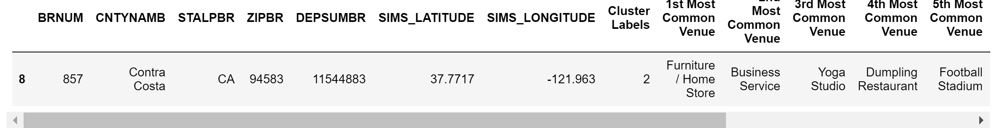 BRNUM CNTYNAMB STALPBR ZIPBR DEPSUMBR SIMS_LATITUDE SIMS_LONGITUDE Cluster Labels 1st Most Common Venue 2nd Most Common Venue 3rd Most Common Venue 4th Most Common Venue 5th Most Common Venue
8 857 Contra Costa CA 94583 11544883 37.7717 -121.963 2 Furniture / Home Store Business Service Yoga Studio Dumpling Restaurant Football Stadium